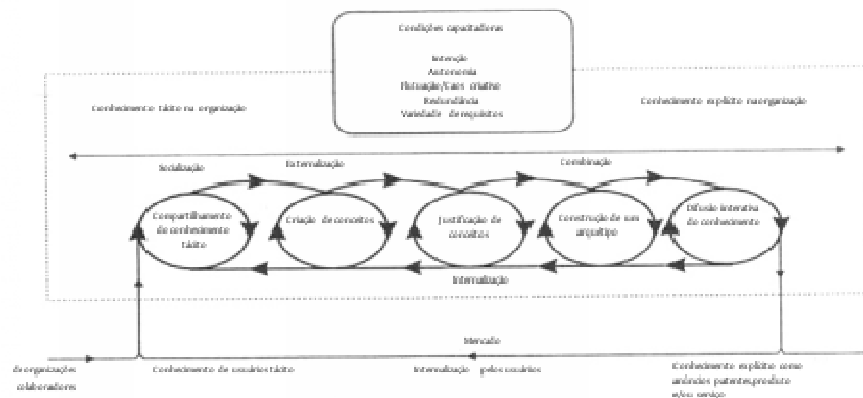 Condições capacitadoras
Intenção
Autonomia
Flutuação/Caos criativo
Redundância
Variedade de requisitos
Conhecimento tácito na organização
Conhecimento explícito na organização
Socialização
Externalização
Combinação
Compartilhamento
do conhecimento
tácito
Criação de conceitos
Justificação de
conceitos
Construção de um
arquétipo
Difusão interativa
do conhecimento
Internalização
Mercado
de organizações
colaboradores
Conhecimento de usuários tácito
Internalização pelos usuários
Conhecimento explícito como
anúncios patentes,produto
e/ou serviço